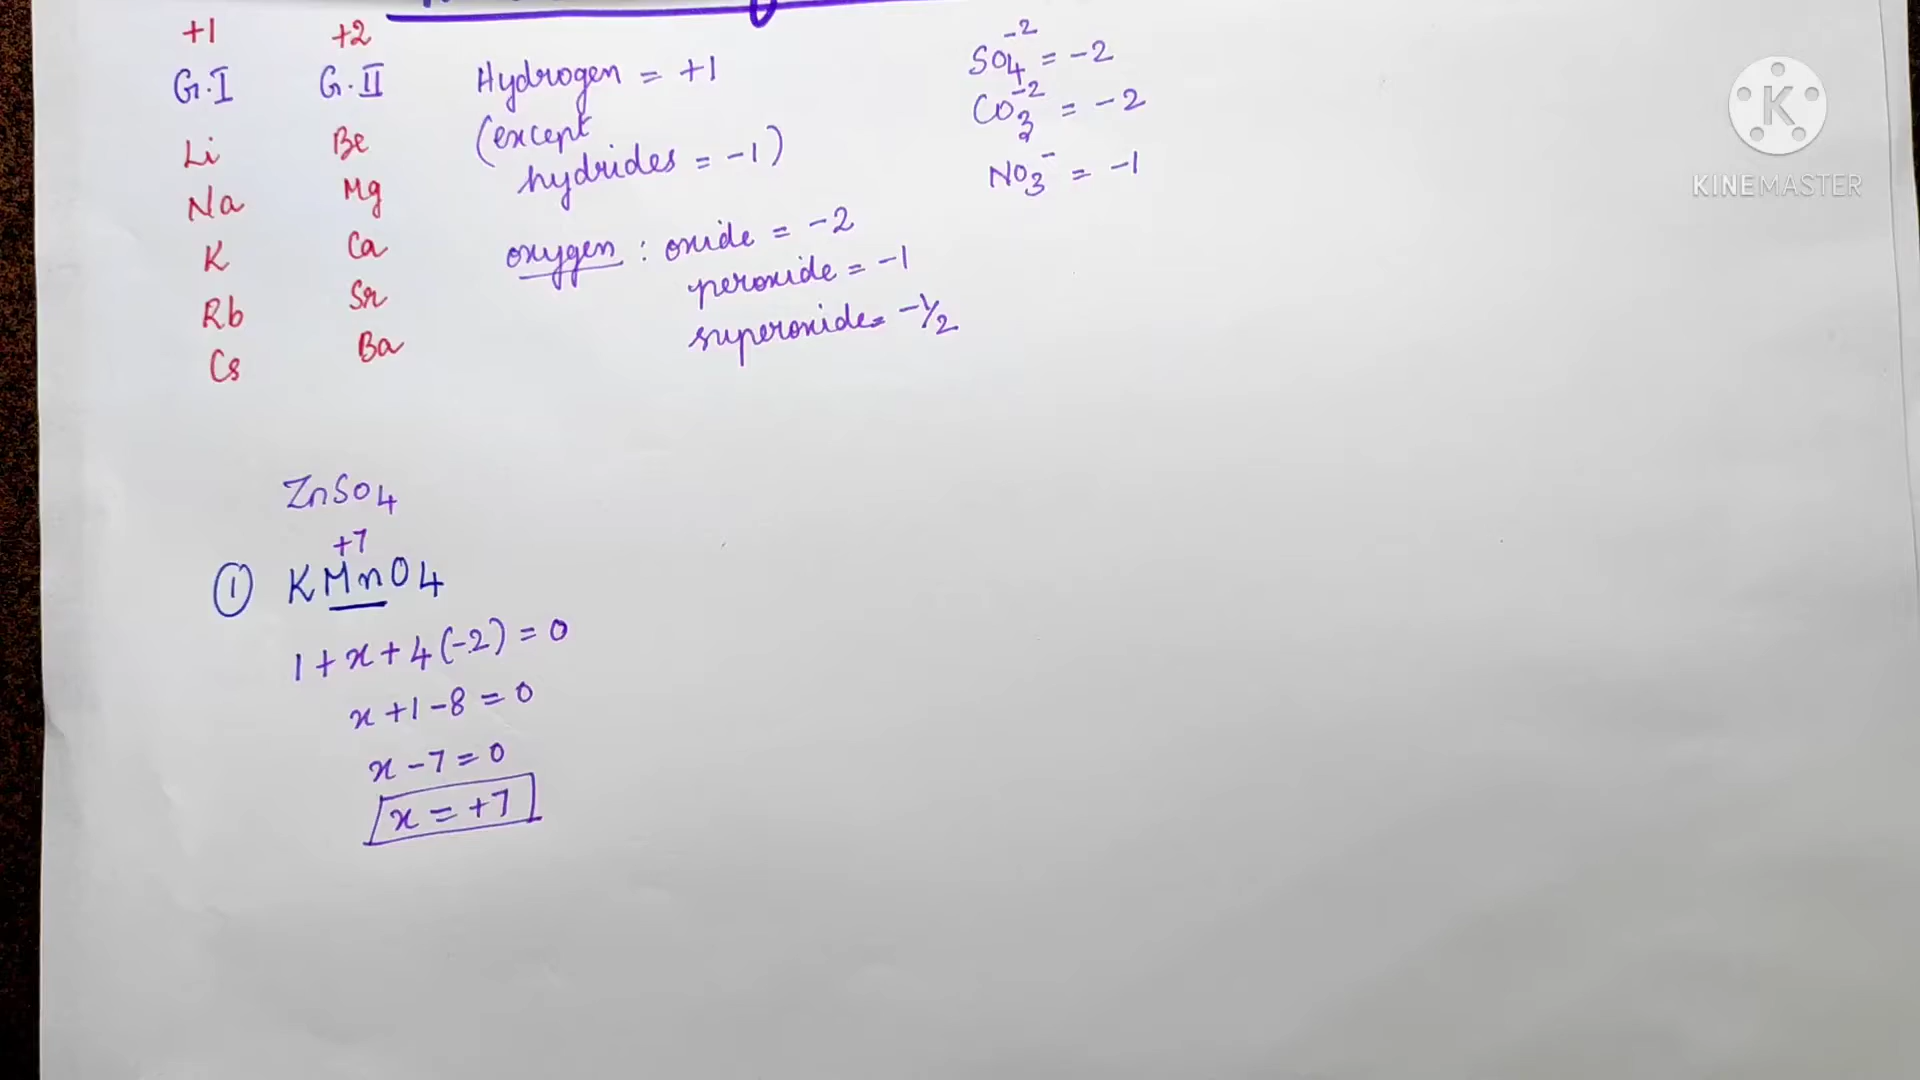 +1 +2
G.I G.II
Li Be
Na Mg
K Ca
Rb Sr
Cs Ba
Hydrogen = +1
(except
hydrides = -1)
oxygen : oxide = -2
peroxide = -1
superoxide = -1/2
SO₄⁻² = -2
CO₃⁻² = -2
NO₃⁻ = -1
K
KINEMASTER
ZnSO₄
+7
① KMnO₄
1 + x + 4(-2) = 0
x + 1 - 8 = 0
x - 7 = 0
x = +7